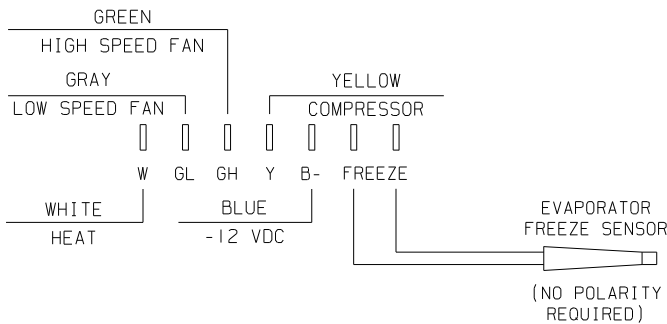 GREEN
HIGH SPEED FAN
GRAY
LOW SPEED FAN
YELLOW
COMPRESSOR
W GL GH Y B- FREEZE
WHITE
HEAT
BLUE
-12 VDC
EVAPORATOR
FREEZE SENSOR
(NO POLARITY
REQUIRED)